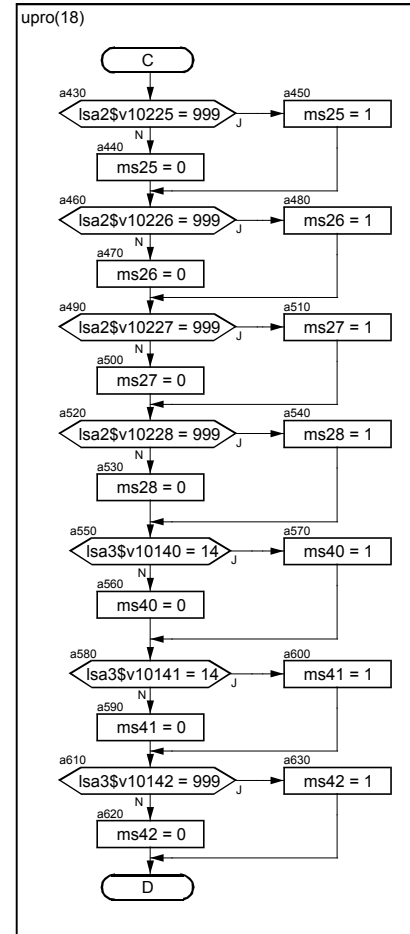 upro(18)
C
a430
lsa2$v10225 = 999
J
a450
ms25 = 1
N
a440
ms25 = 0
a460
lsa2$v10226 = 999
J
a480
ms26 = 1
N
a470
ms26 = 0
a490
lsa2$v10227 = 999
J
a510
ms27 = 1
N
a500
ms27 = 0
a520
lsa2$v10228 = 999
J
a540
ms28 = 1
N
a530
ms28 = 0
a550
lsa3$v10140 = 14
J
a570
ms40 = 1
N
a560
ms40 = 0
a580
lsa3$v10141 = 14
J
a600
ms41 = 1
N
a590
ms41 = 0
a610
lsa3$v10142 = 999
J
a630
ms42 = 1
N
a620
ms42 = 0
D